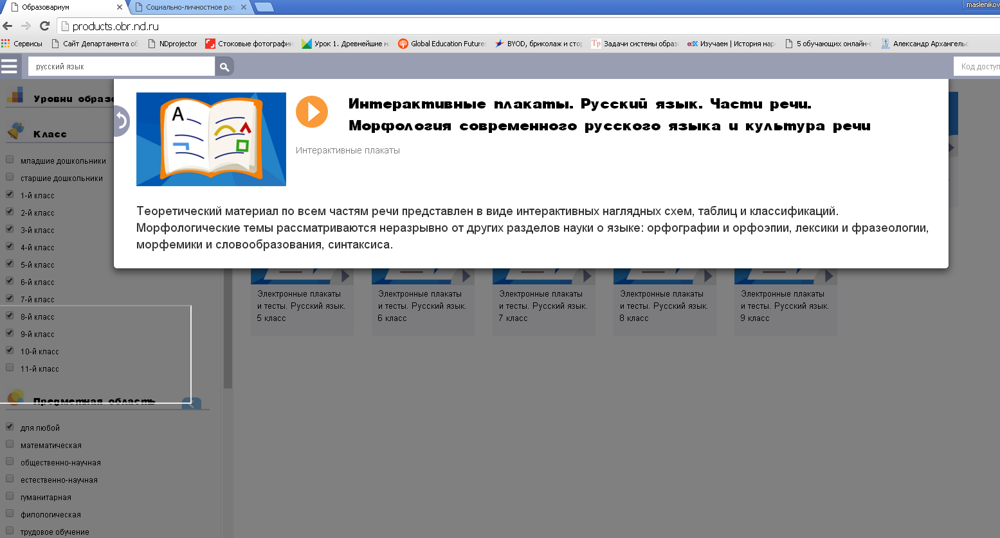 Образовариум
Социально-личностное раз
maslenikov
products.obr.nd.ru
Сервисы
Сайт Департамента об
NDprojector
Стоковые фотографии
Урок 1. Древнейшие н
Global Education Future
BYOD, бриколаж и стор
Tp
Задачи системы образо
edX
Изучаем | История нар
5 обучающих онлайн-с
Александр Архангельс
русский язык
Код доступ
Уровни образо
Класс
младшие дошкольники
старшие дошкольники
1-й класс
2-й класс
3-й класс
4-й класс
5-й класс
6-й класс
7-й класс
8-й класс
9-й класс
10-й класс
11-й класс
Предметная область
для любой
математическая
общественно-научная
естественно-научная
гуманитарная
филологическая
трудовое обучение
А
Интерактивные плакаты. Русский язык. Части речи.
Морфология современного русского языка и культура речи
Интерактивные плакаты
Теоретический материал по всем частям речи представлен в виде интерактивных наглядных схем, таблиц и классификаций.
Морфологические темы рассматриваются неразрывно от других разделов науки о языке: орфографии и орфоэпии, лексики и фразеологии,
морфемики и словообразования, синтаксиса.
Электронные плакаты
и тесты. Русский язык.
5 класс
Электронные плакаты
и тесты. Русский язык.
6 класс
Электронные плакаты
и тесты. Русский язык.
7 класс
Электронные плакаты
и тесты. Русский язык.
8 класс
Электронные плакаты
и тесты. Русский язык.
9 класс